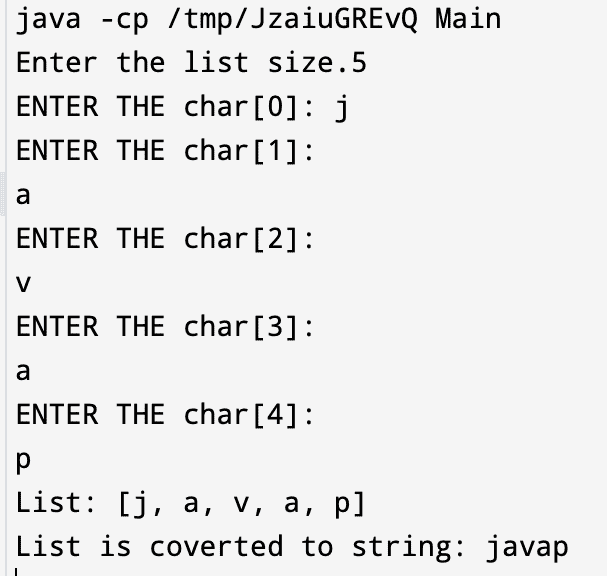 java -cp /tmp/JzaiuGREvQ Main
Enter the list size.5
ENTER THE char[0]: j
ENTER THE char[1]:
a
ENTER THE char[2]:
v
ENTER THE char[3]:
a
ENTER THE char[4]:
p
List: [j, a, v, a, p]
List is coverted to string: javap